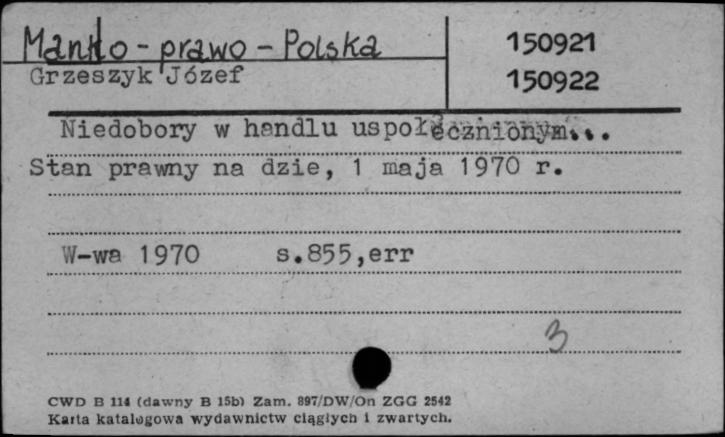 Manko - prawo - Polska
150921
Grzeszyk Józef
150922
Niedobory w handlu uspołecznionym...
Stan prawny na dzie, 1 maja 1970 r.
W-wa 1970 s.855,err
3
CWD B 114 (dawny B 15b) Zam. 897/DW/On ZGG 2542
Karta katalogowa wydawnictw ciągłych i zwartych.